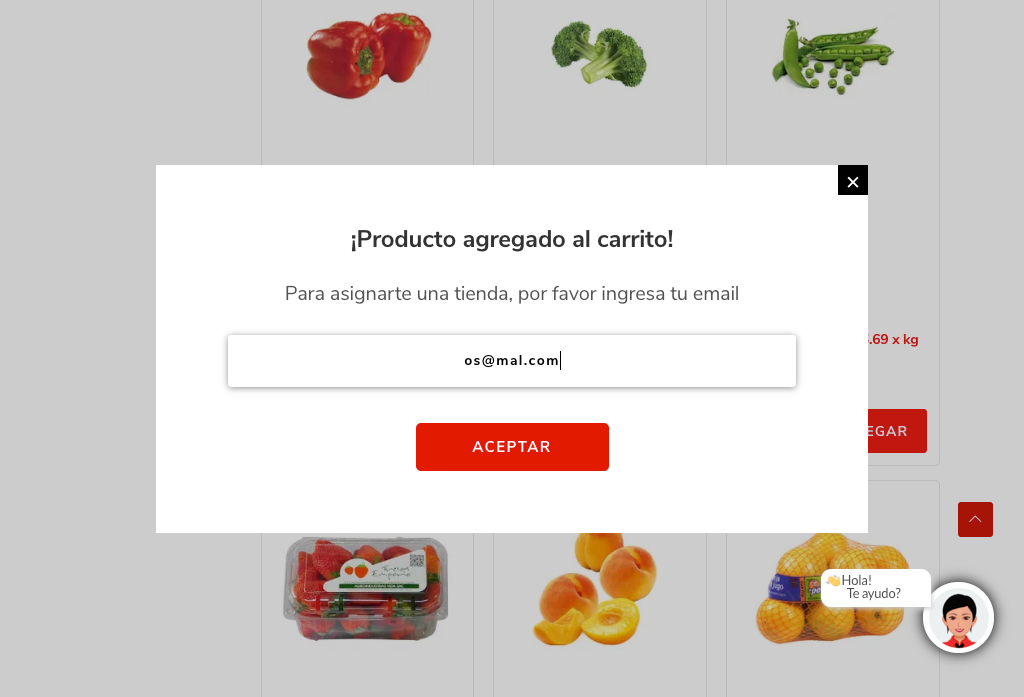 ¡Producto agregado al carrito!
Para asignarte una tienda, por favor ingresa tu email
os@mal.com
.69 x kg
ACEPTAR
EGAR
👋Hola!
Te ayudo?